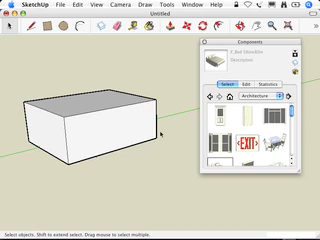 SketchUp File Edit View Camera Draw Tools Window
Untitled
Components
Select Edit Statistics
Architecture
EXIT
Select objects. Shift to extend select. Drag mouse to select multiple.